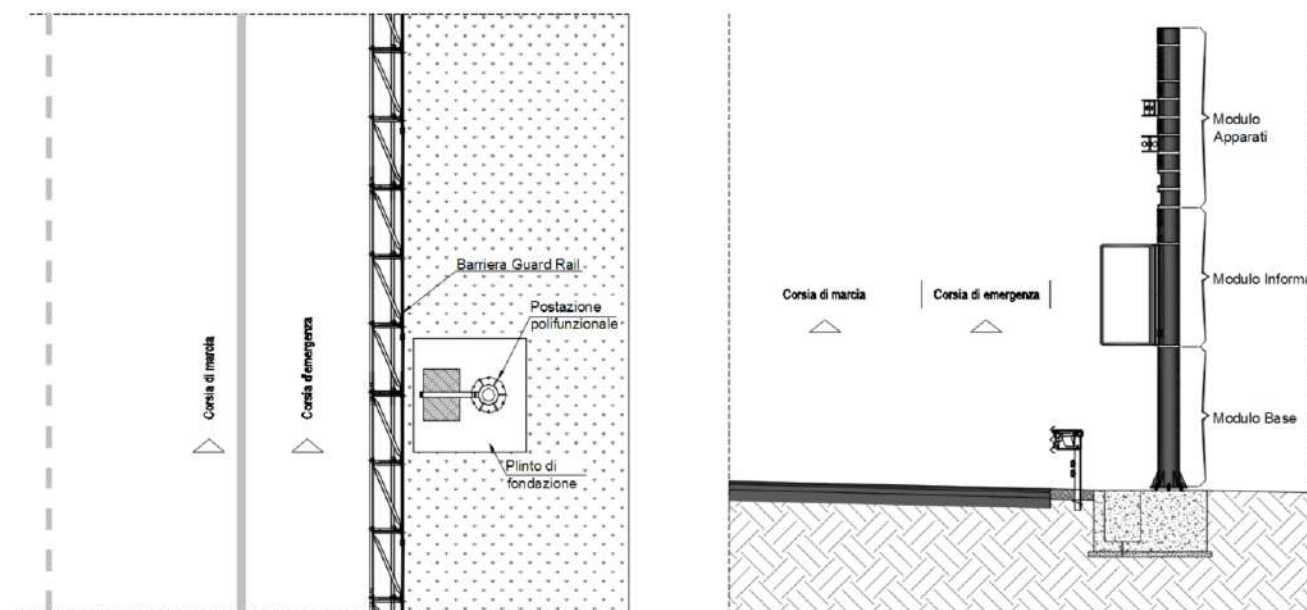 Barriera Guard Rail
Postazione
polifunzionale
Corsia di marcia
Corsia d'emergenza
Plinto di
fondazione
Modulo
Apparati
Corsia di marcia
Corsia di emergenza
Modulo Informa
Modulo Base